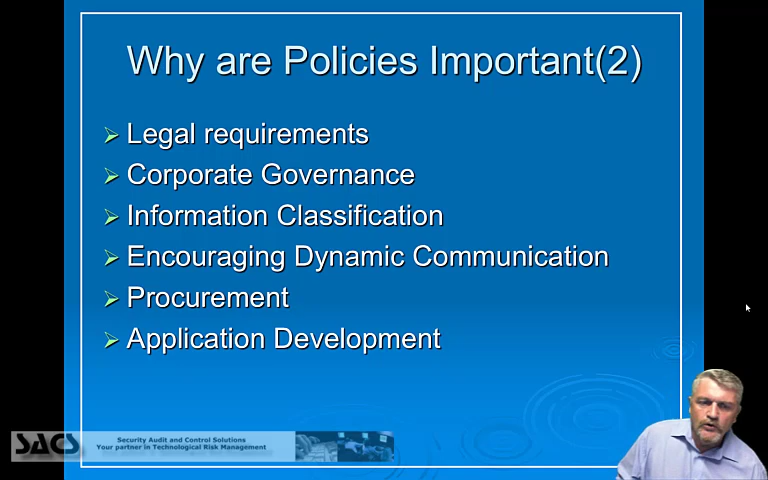 Why are Policies Important(2)
Legal requirements
Corporate Governance
Information Classification
Encouraging Dynamic Communication
Procurement
Application Development
SACS
Security Audit and Control Solutions
Your partner in Technological Risk Management